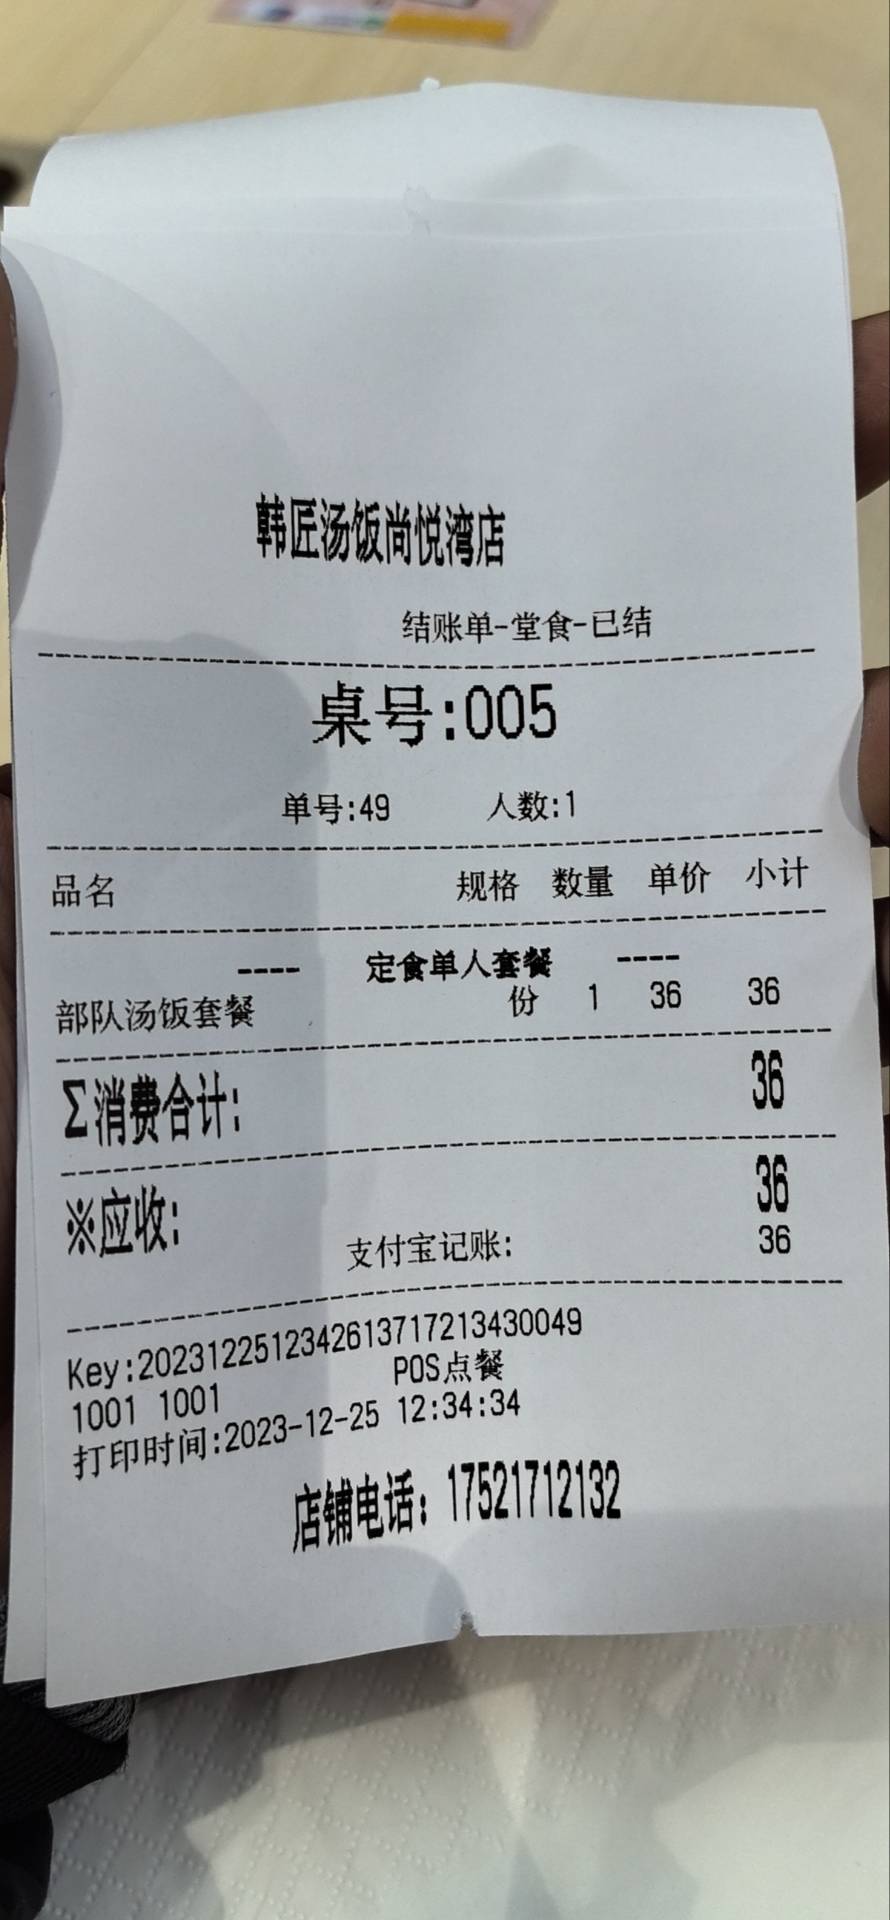 韩匠汤饭尚悦湾店
结账单-堂食-已结
桌号:005
单号:49 人数:1
品名 规格 数量 单价 小计
---- 定食单人套餐 ----
部队汤饭套餐 份 1 36 36
Σ消费合计: 36
※应收: 36
支付宝记账: 36
Key:2023122512342613717213430049
1001 1001 POS点餐
打印时间:2023-12-25 12:34:34
店铺电话：17521712132